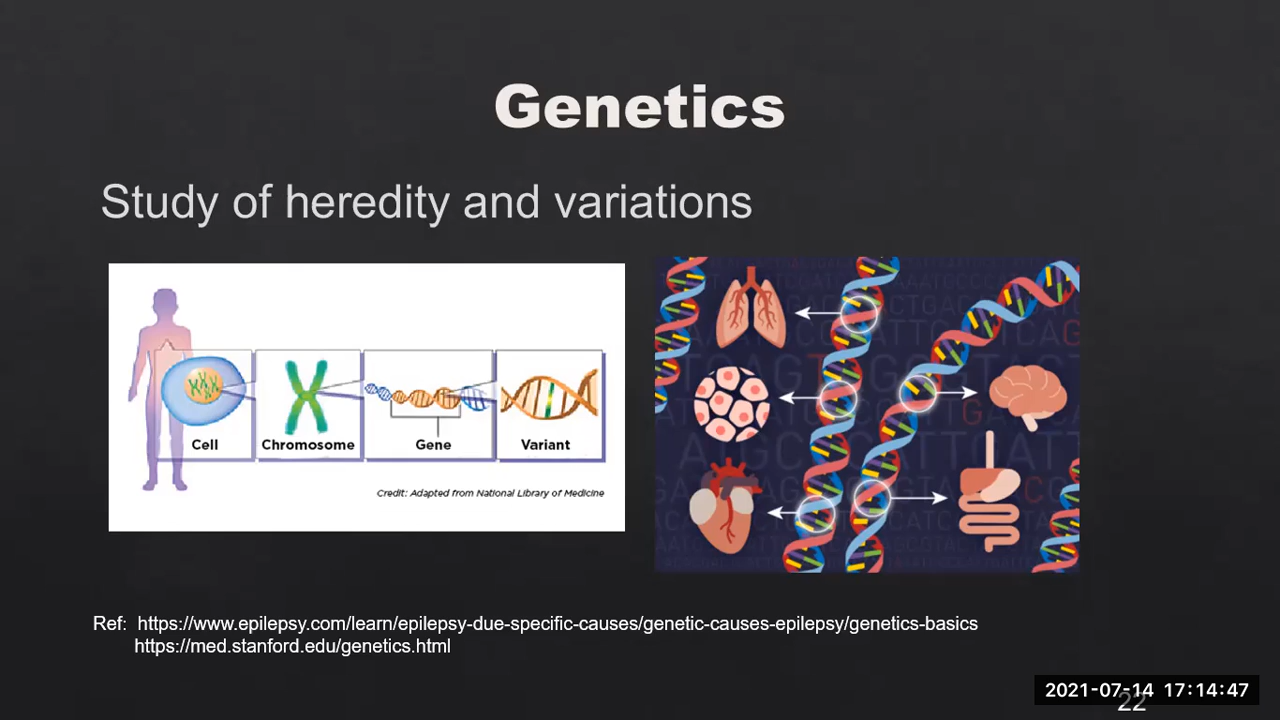 Genetics
Study of heredity and variations
Cell
Chromosome
Gene
Variant
Credit: Adapted from National Library of Medicine
Ref: https://www.epilepsy.com/learn/epilepsy-due-specific-causes/genetic-causes-epilepsy/genetics-basics
https://med.stanford.edu/genetics.html
2021-07-14 17:14:47
22